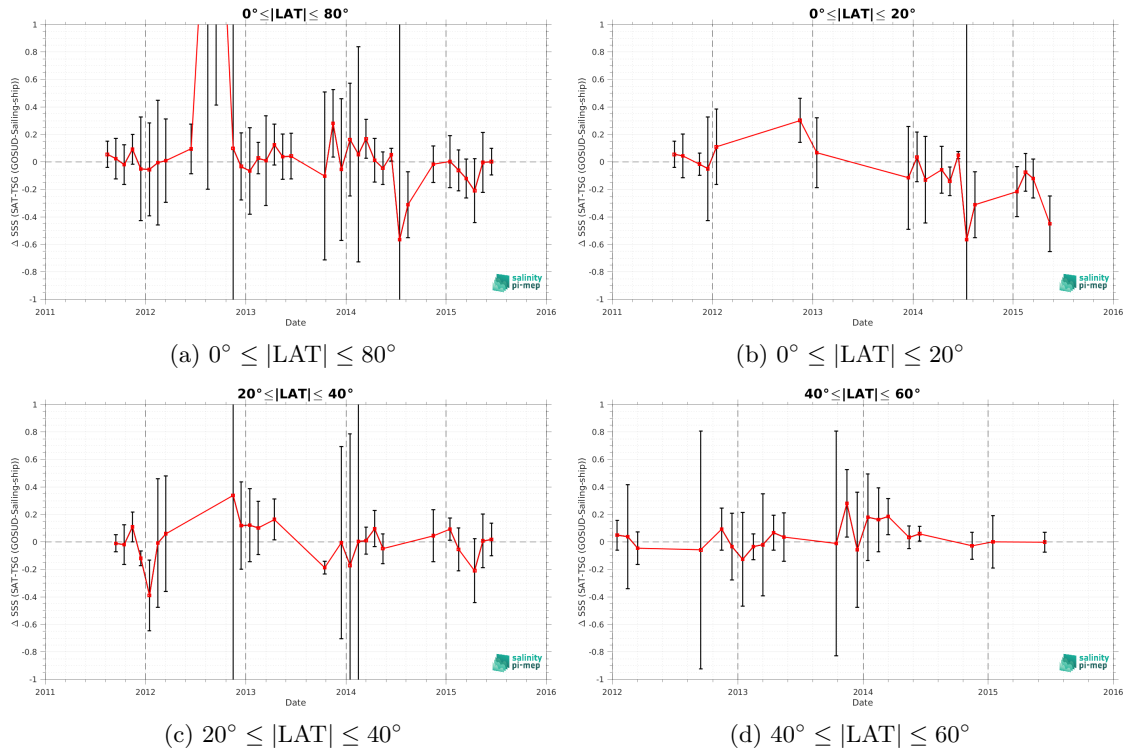 0°≤|LAT|≤ 80°
Δ SSS (SAT-TSG (GOSUD-Sailing-ship))
1
0.8
0.6
0.4
0.2
0
-0.2
-0.4
-0.6
-0.8
-1
2011 2012 2013 2014 2015 2016
Date
salinity
pi-mep
(a) 0° ≤ |LAT| ≤ 80°
0°≤|LAT|≤ 20°
Δ SSS (SAT-TSG (GOSUD-Sailing-ship))
1
0.8
0.6
0.4
0.2
0
-0.2
-0.4
-0.6
-0.8
-1
2011 2012 2013 2014 2015 2016
Date
salinity
pi-mep
(b) 0° ≤ |LAT| ≤ 20°
20°≤|LAT|≤ 40°
Δ SSS (SAT-TSG (GOSUD-Sailing-ship))
1
0.8
0.6
0.4
0.2
0
-0.2
-0.4
-0.6
-0.8
-1
2011 2012 2013 2014 2015 2016
Date
salinity
pi-mep
(c) 20° ≤ |LAT| ≤ 40°
40°≤|LAT|≤ 60°
Δ SSS (SAT-TSG (GOSUD-Sailing-ship))
1
0.8
0.6
0.4
0.2
0
-0.2
-0.4
-0.6
-0.8
-1
2012 2013 2014 2015 2016
Date
salinity
pi-mep
(d) 40° ≤ |LAT| ≤ 60°